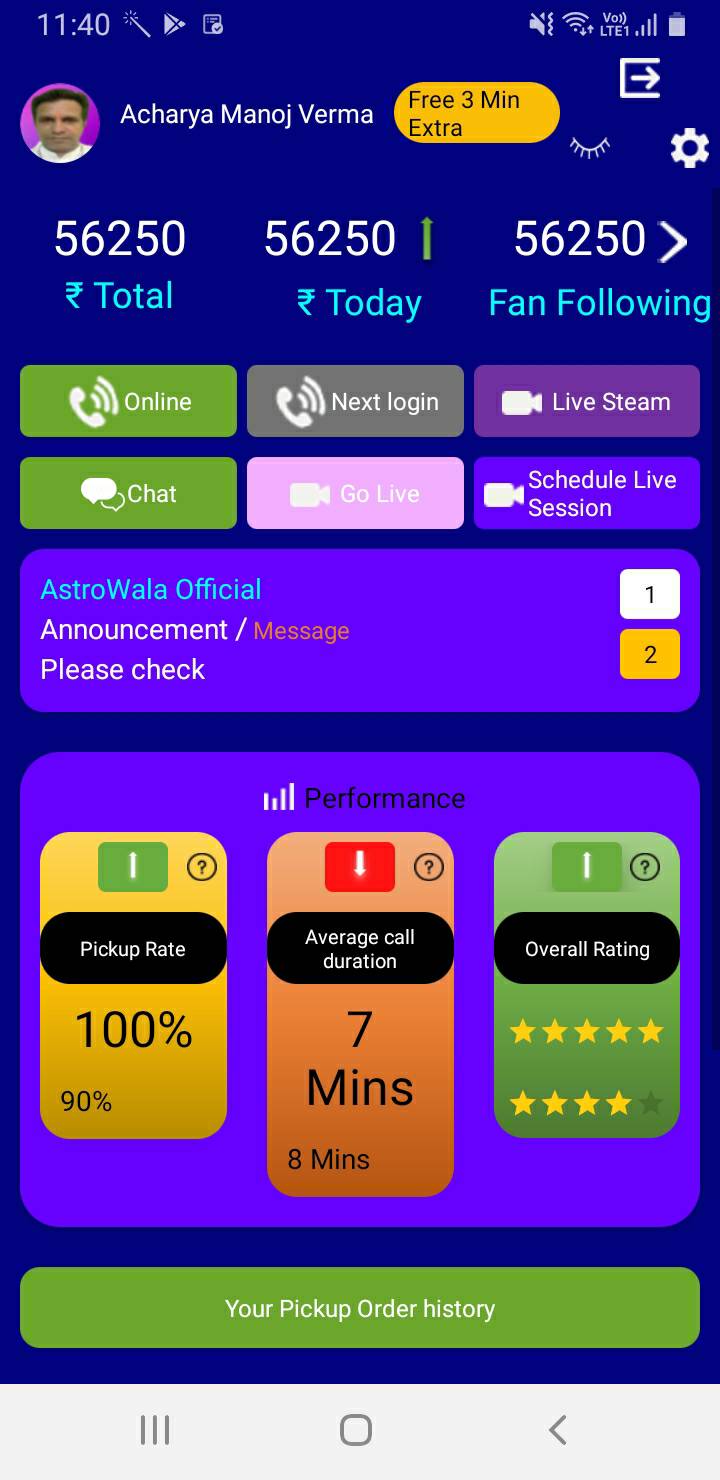 11:40
Vo))
LTE1
Acharya Manoj Verma
Free 3 Min
Extra
56250
56250
56250
₹ Total
₹ Today
Fan Following
Online
Next login
Live Steam
Chat
Go Live
Schedule Live
Session
AstroWala Official
1
Announcement / Message
2
Please check
Performance
?
?
?
Pickup Rate
Average call
duration
Overall Rating
100%
7
Mins
90%
8 Mins
Your Pickup Order history